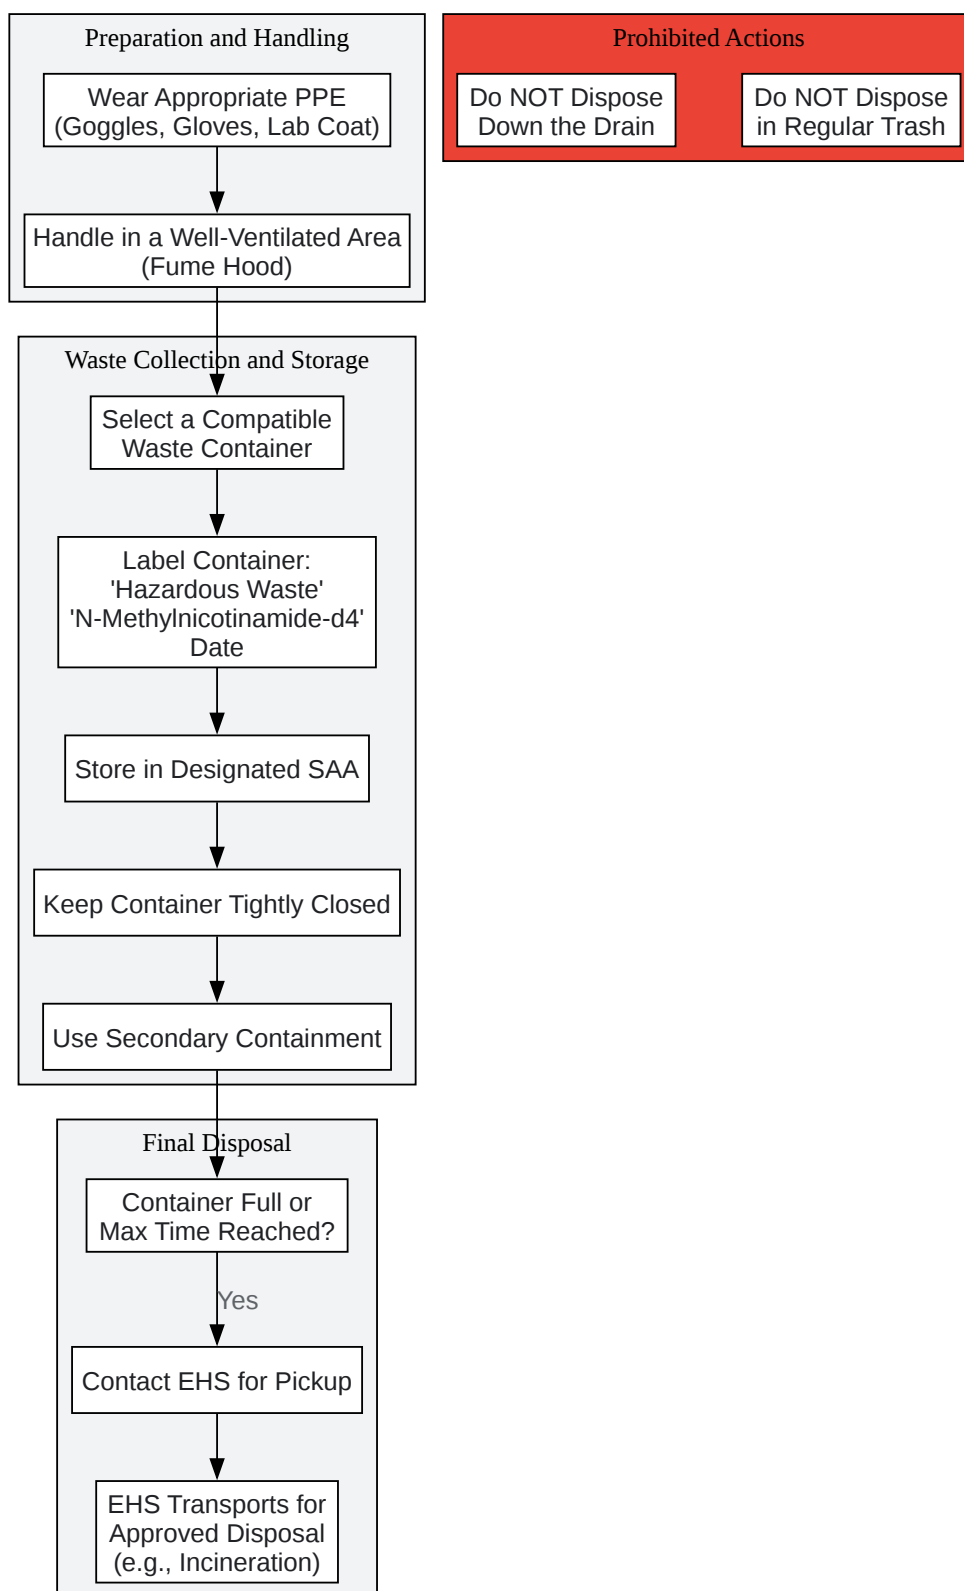 Preparation and Handling
Wear Appropriate PPE
(Goggles, Gloves, Lab Coat)
Handle in a Well-Ventilated Area
(Fume Hood)
Prohibited Actions
Do NOT Dispose
Down the Drain
Do NOT Dispose
in Regular Trash
Waste Collection and Storage
Select a Compatible
Waste Container
Label Container:
'Hazardous Waste'
'N-Methylnicotinamide-d4'
Date
Store in Designated SAA
Keep Container Tightly Closed
Use Secondary Containment
Final Disposal
Container Full or
Max Time Reached?
Yes
Contact EHS for Pickup
EHS Transports for
Approved Disposal
(e.g., Incineration)